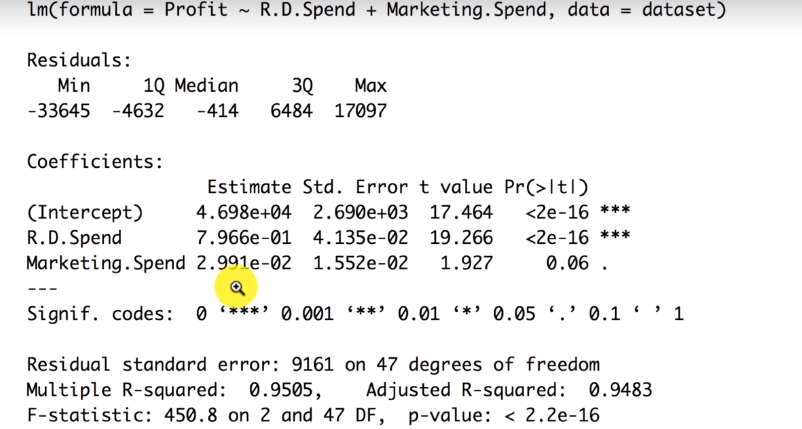 lm(formula = Profit ~ R.D.Spend + Marketing.Spend, data = dataset)
Residuals:
Min 1Q Median 3Q Max
-33645 -4632 -414 6484 17097
Coefficients:
Estimate Std. Error t value Pr(>|t|)
(Intercept) 4.698e+04 2.690e+03 17.464 <2e-16 ***
R.D.Spend 7.966e-01 4.135e-02 19.266 <2e-16 ***
Marketing.Spend 2.991e-02 1.552e-02 1.927 0.06 .
---
Signif. codes: 0 ‘***’ 0.001 ‘**’ 0.01 ‘*’ 0.05 ‘.’ 0.1 ‘ ’ 1
Residual standard error: 9161 on 47 degrees of freedom
Multiple R-squared: 0.9505, Adjusted R-squared: 0.9483
F-statistic: 450.8 on 2 and 47 DF, p-value: < 2.2e-16